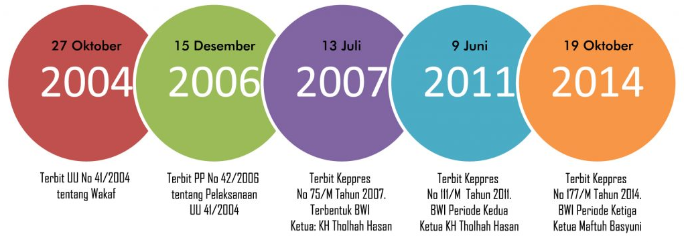 27 Oktober
2004
Terbit UU No 41/2004
tentang Wakaf
15 Desember
2006
Terbit PP No 42/2006
tentang Pelaksanaan
UU 41/2004
13 Juli
2007
Terbit Keppres
No 75/M Tahun 2007.
Terbentuk BWI
Ketua: KH Tholhah Hasan
9 Juni
2011
Terbit Keppres
No 111/M Tahun 2011.
BWI Periode Kedua
Ketua KH Tholhah Hasan
19 Oktober
2014
Terbit Keppres
No 177/M Tahun 2014.
BWI Periode Ketiga
Ketua Maftuh Basyuni